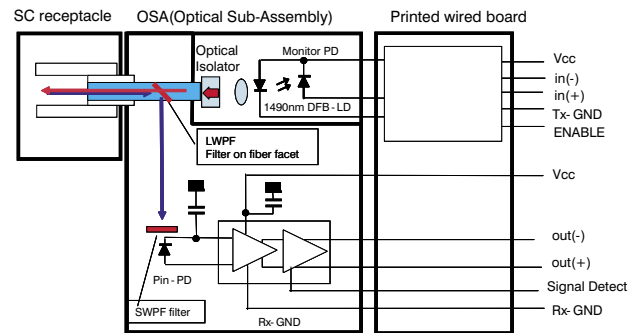 SC receptacle
OSA(Optical Sub-Assembly)
Printed wired board
Optical
Isolator
Monitor PD
1490nm DFB-LD
Vcc
in(-)
in(+)
Tx-GND
ENABLE
LWPF
Filter on fiber facet
Vcc
out(-)
out(+)
Signal Detect
Rx-GND
Pin-PD
SWPF filter
Rx-GND